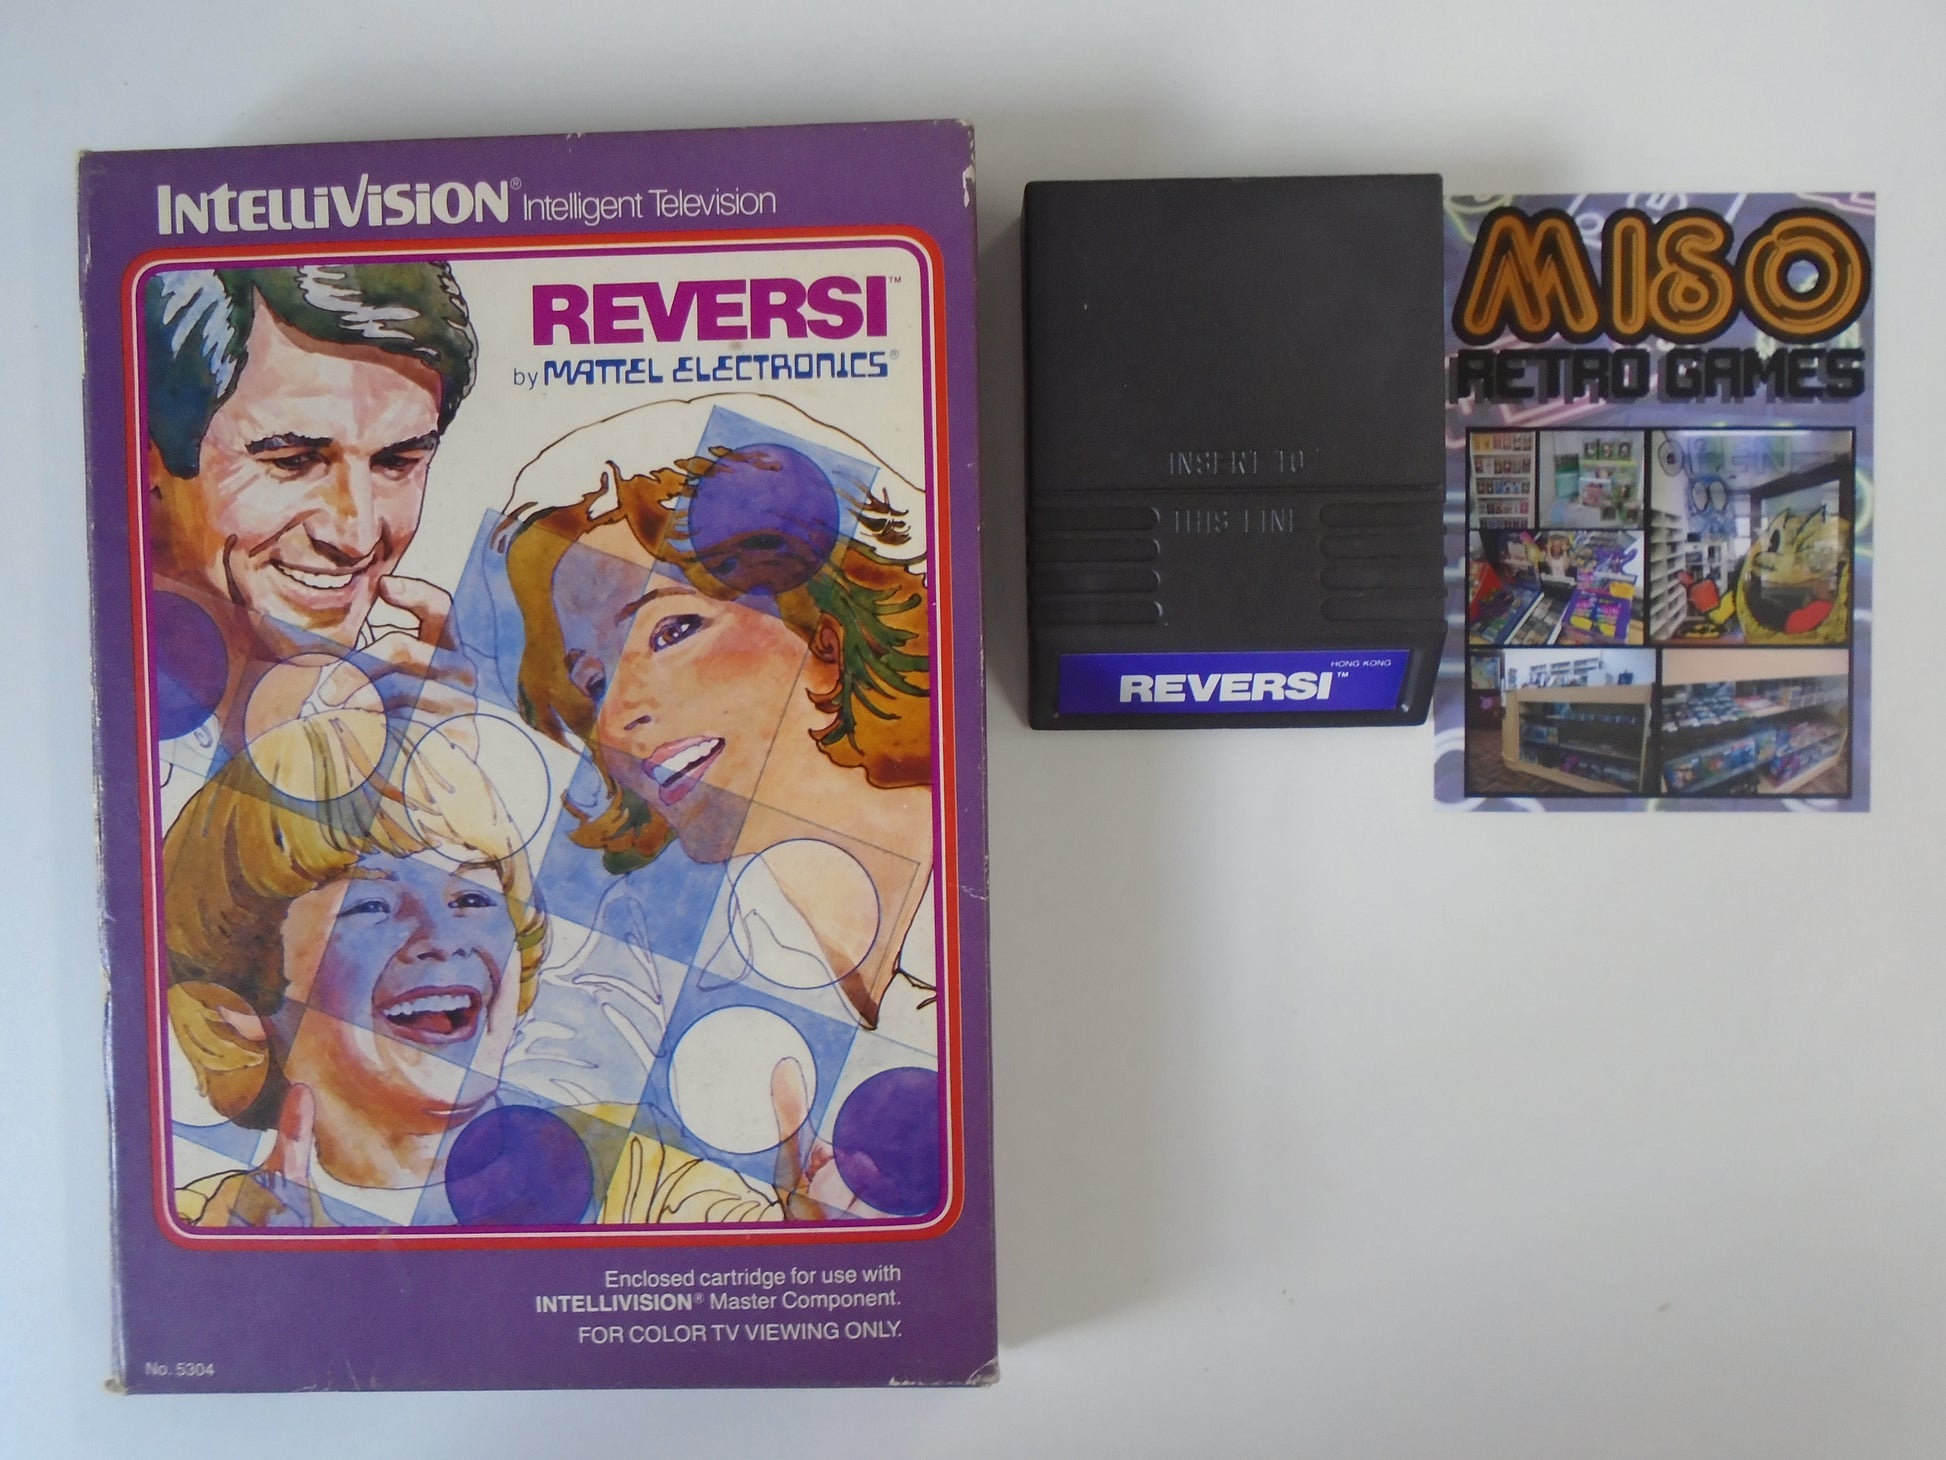 INTELLIVISION® Intelligent Television
REVERSI™
by MATTEL ELECTRONICS®
Enclosed cartridge for use with
INTELLIVISION® Master Component.
FOR COLOR TV VIEWING ONLY.
No. 5304
INSERT TO
THIS LINE
HONG KONG
REVERSI™
MISO
RETRO GAMES